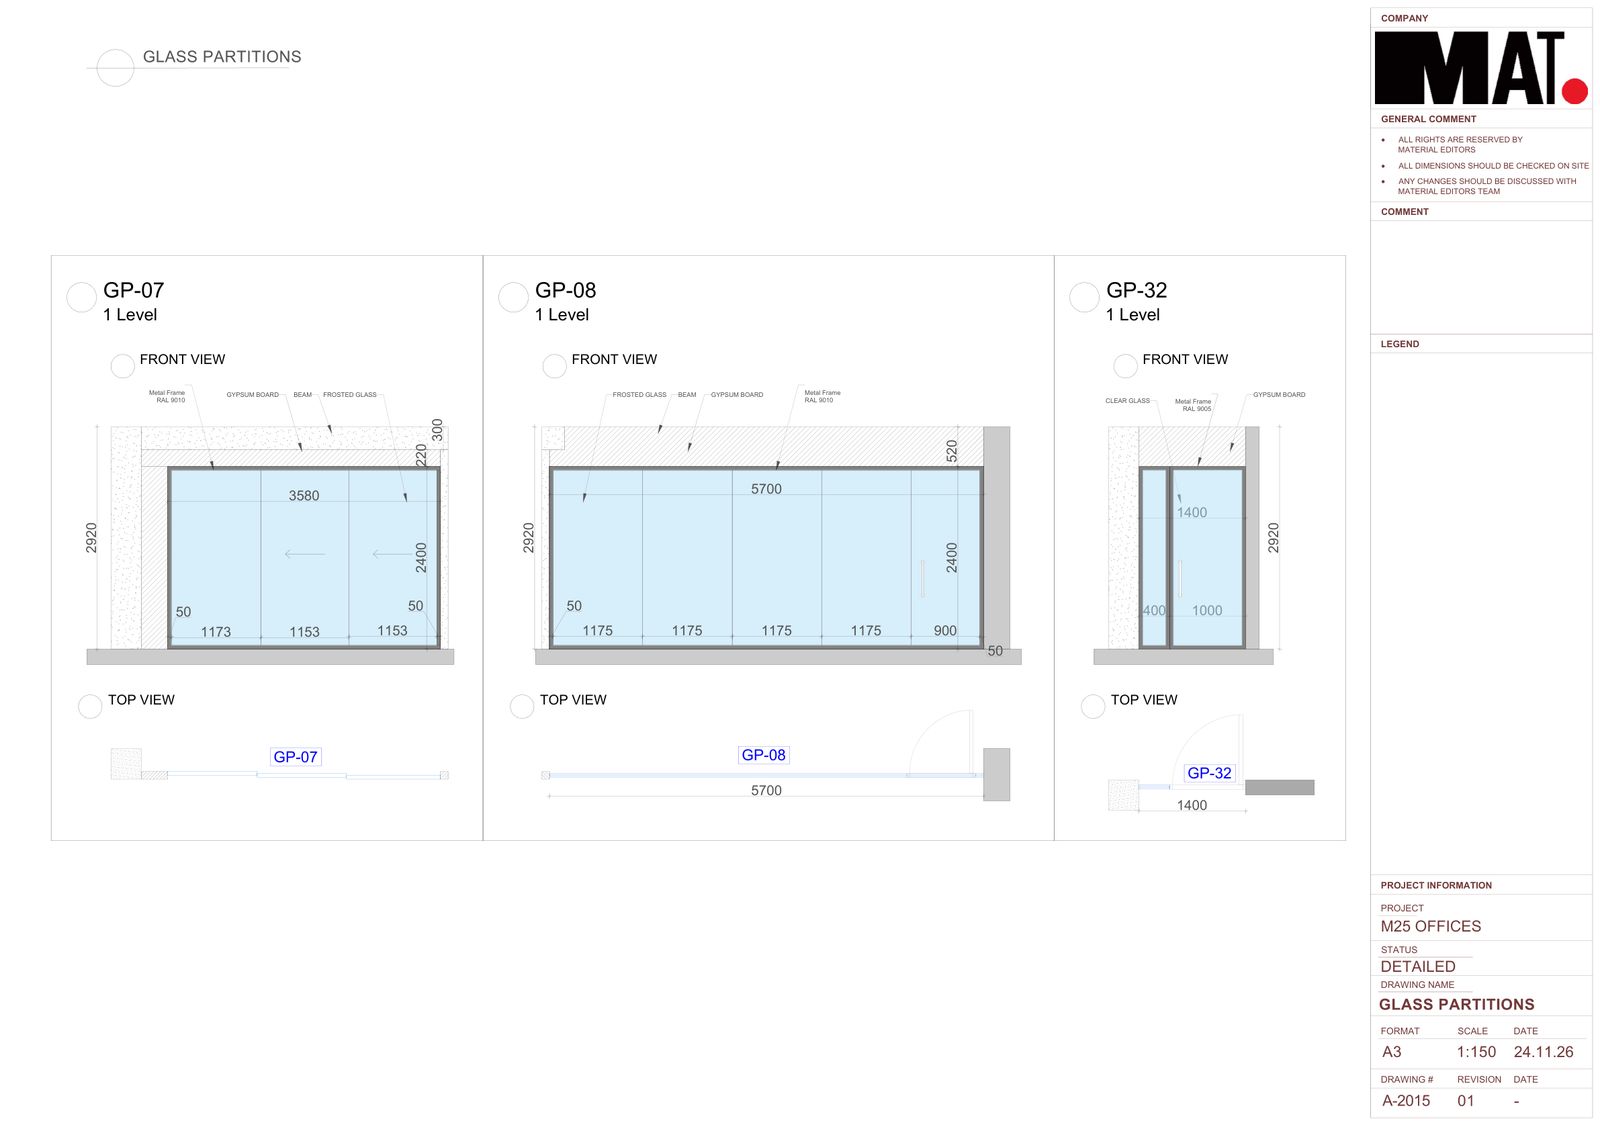 GLASS PARTITIONS
GP-07
1 Level
FRONT VIEW
Metal Frame
RAL 9010
GYPSUM BOARD
BEAM
FROSTED GLASS
300
220
3580
2920
2400
50
50
1173
1153
1153
TOP VIEW
GP-07
GP-08
1 Level
FRONT VIEW
FROSTED GLASS
BEAM
GYPSUM BOARD
Metal Frame
RAL 9010
520
5700
2920
2400
50
1175
1175
1175
1175
900
50
TOP VIEW
GP-08
5700
GP-32
1 Level
FRONT VIEW
CLEAR GLASS
Metal Frame
RAL 9005
GYPSUM BOARD
1400
2920
400
1000
TOP VIEW
GP-32
1400
COMPANY
MAT.
GENERAL COMMENT
• ALL RIGHTS ARE RESERVED BY
MATERIAL EDITORS
• ALL DIMENSIONS SHOULD BE CHECKED ON SITE
• ANY CHANGES SHOULD BE DISCUSSED WITH
MATERIAL EDITORS TEAM
COMMENT
LEGEND
PROJECT INFORMATION
PROJECT
M25 OFFICES
STATUS
DETAILED
DRAWING NAME
GLASS PARTITIONS
FORMAT SCALE DATE
A3 1:150 24.11.26
DRAWING # REVISION DATE
A-2015 01 -